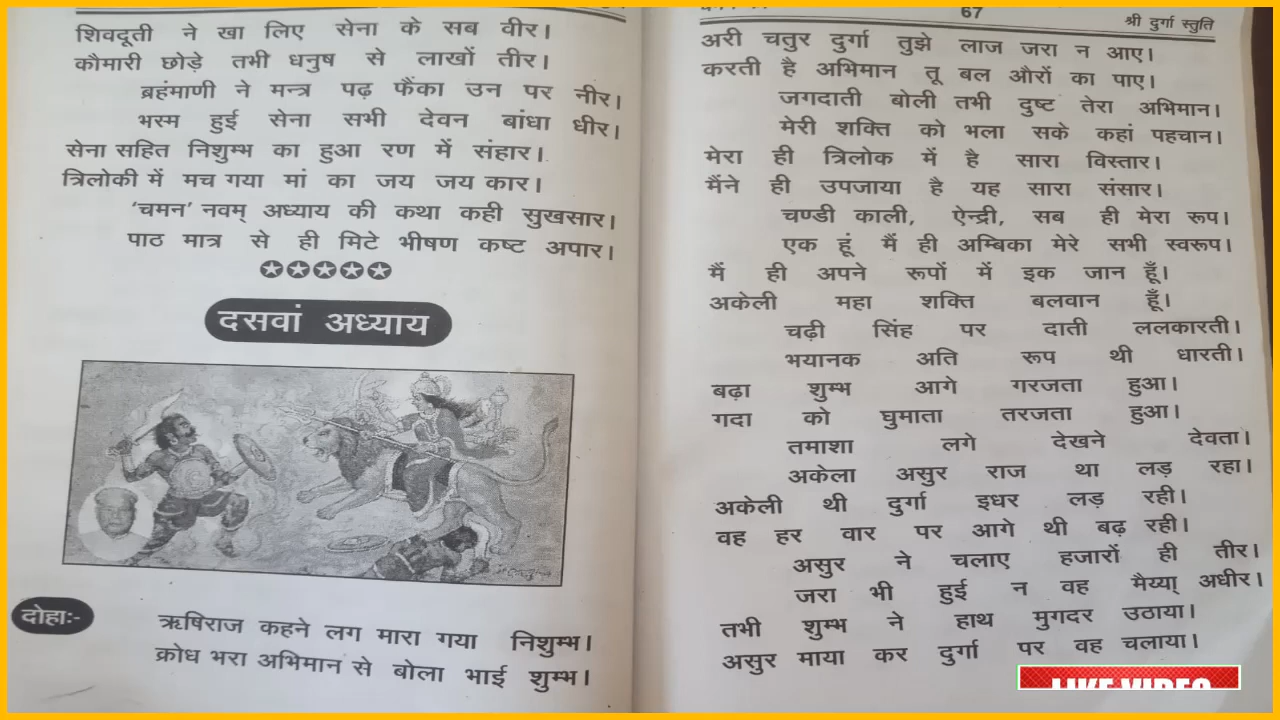 शिवदूती ने खा लिए सेना के सब वीर।
कौमारी छोड़े तभी धनुष से लाखों तीर।
ब्रहंमाणी ने मन्त्र पढ़ फैंका उन पर नीर।
भस्म हुई सेना सभी देवन बांधा धीर।
सेना सहित निशुम्भ का हुआ रण में संहार।
त्रिलोकी में मच गया मां का जय जय कार।
'चमन' नवम् अध्याय की कथा कही सुखसार।
पाठ मात्र से ही मिटे भीषण कष्ट अपार।
दसवां अध्याय
दोहाः-
ऋषिराज कहने लग मारा गया निशुम्भ।
क्रोध भरा अभिमान से बोला भाई शुम्भ।
67
श्री दुर्गा स्तुति
अरी चतुर दुर्गा तुझे लाज जरा न आए।
करती है अभिमान तू बल औरों का पाए।
जगदाती बोली तभी दुष्ट तेरा अभिमान।
मेरी शक्ति को भला सके कहां पहचान।
मेरा ही त्रिलोक में है सारा विस्तार।
मैंने ही उपजाया है यह सारा संसार।
चण्डी काली, ऐन्द्री, सब ही मेरा रूप।
एक हूं मैं ही अम्बिका मेरे सभी स्वरूप।
मैं ही अपने रूपों में इक जान हूँ।
अकेली महा शक्ति बलवान हूँ।
चढ़ी सिंह पर दाती ललकारती।
भयानक अति रूप थी धारती।
बढ़ा शुम्भ आगे गरजता हुआ।
गदा को घुमाता तरजता हुआ।
तमाशा लगे देखने देवता।
अकेला असुर राज था लड़ रहा।
अकेली थी दुर्गा इधर लड़ रही।
वह हर वार पर आगे थी बढ़ रही।
असुर ने चलाए हजारों ही तीर।
जरा भी हुई न वह मैय्या् अधीर।
तभी शुम्भ ने हाथ मुगदर उठाया।
असुर माया कर दुर्गा पर वह चलाया।
LIKE VIDEO